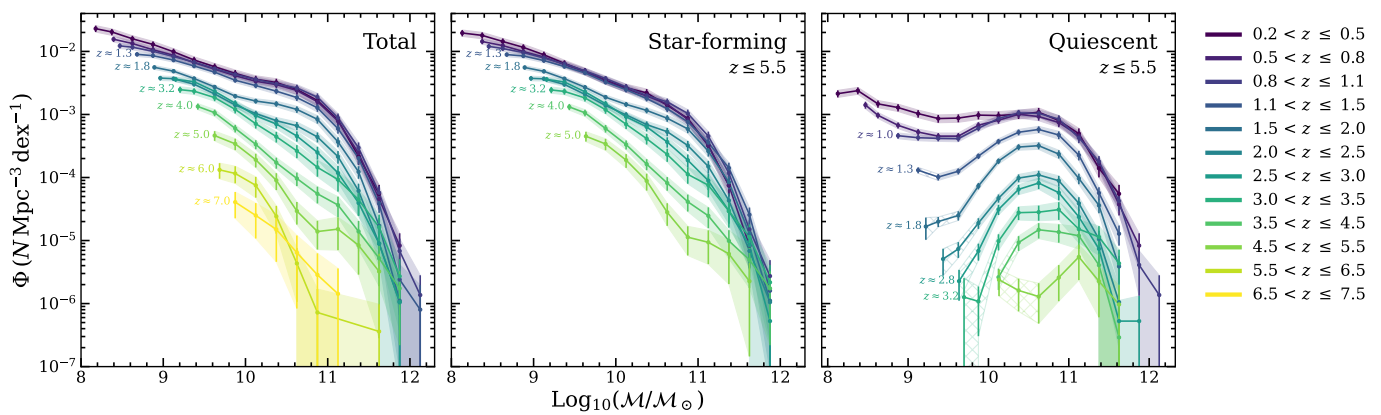 Φ (N Mpc⁻³ dex⁻¹)
10⁻²
10⁻³
10⁻⁴
10⁻⁵
10⁻⁶
10⁻⁷
Total
z ≈ 1.3
z ≈ 1.8
z ≈ 3.2
z ≈ 4.0
z ≈ 5.0
z ≈ 6.0
z ≈ 7.0
8 9 10 11 12
Star-forming
z ≤ 5.5
z ≈ 1.3
z ≈ 1.8
z ≈ 3.2
z ≈ 4.0
z ≈ 5.0
8 9 10 11 12
Quiescent
z ≤ 5.5
z ≈ 1.0
z ≈ 1.3
z ≈ 1.8
z ≈ 2.8
z ≈ 3.2
8 9 10 11 12
Log₁₀(ℳ/ℳ⊙)
0.2 < z ≤ 0.5
0.5 < z ≤ 0.8
0.8 < z ≤ 1.1
1.1 < z ≤ 1.5
1.5 < z ≤ 2.0
2.0 < z ≤ 2.5
2.5 < z ≤ 3.0
3.0 < z ≤ 3.5
3.5 < z ≤ 4.5
4.5 < z ≤ 5.5
5.5 < z ≤ 6.5
6.5 < z ≤ 7.5